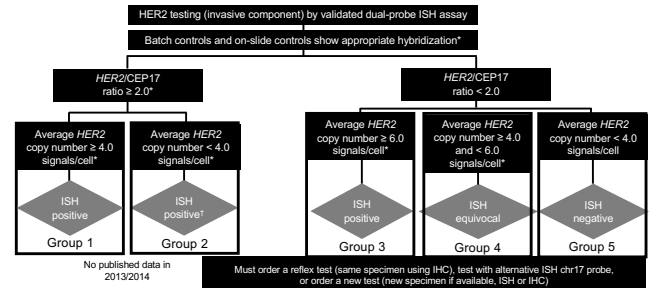 HER2 testing (invasive component) by validated dual-probe ISH assay
Batch controls and on-slide controls show appropriate hybridization*
HER2/CEP17
ratio ≥ 2.0*
HER2/CEP17
ratio < 2.0
Average HER2
copy number ≥ 4.0
signals/cell*
Average HER2
copy number < 4.0
signals/cell*
Average HER2
copy number ≥ 6.0
signals/cell*
Average HER2
copy number ≥ 4.0
and < 6.0
signals/cell*
Average HER2
copy number < 4.0
signals/cell
ISH
positive
ISH
positive†
ISH
positive
ISH
equivocal
ISH
negative
Group 1
Group 2
Group 3
Group 4
Group 5
No published data in
2013/2014
Must order a reflex test (same specimen using IHC), test with alternative ISH chr17 probe,
or order a new test (new specimen if available, ISH or IHC)